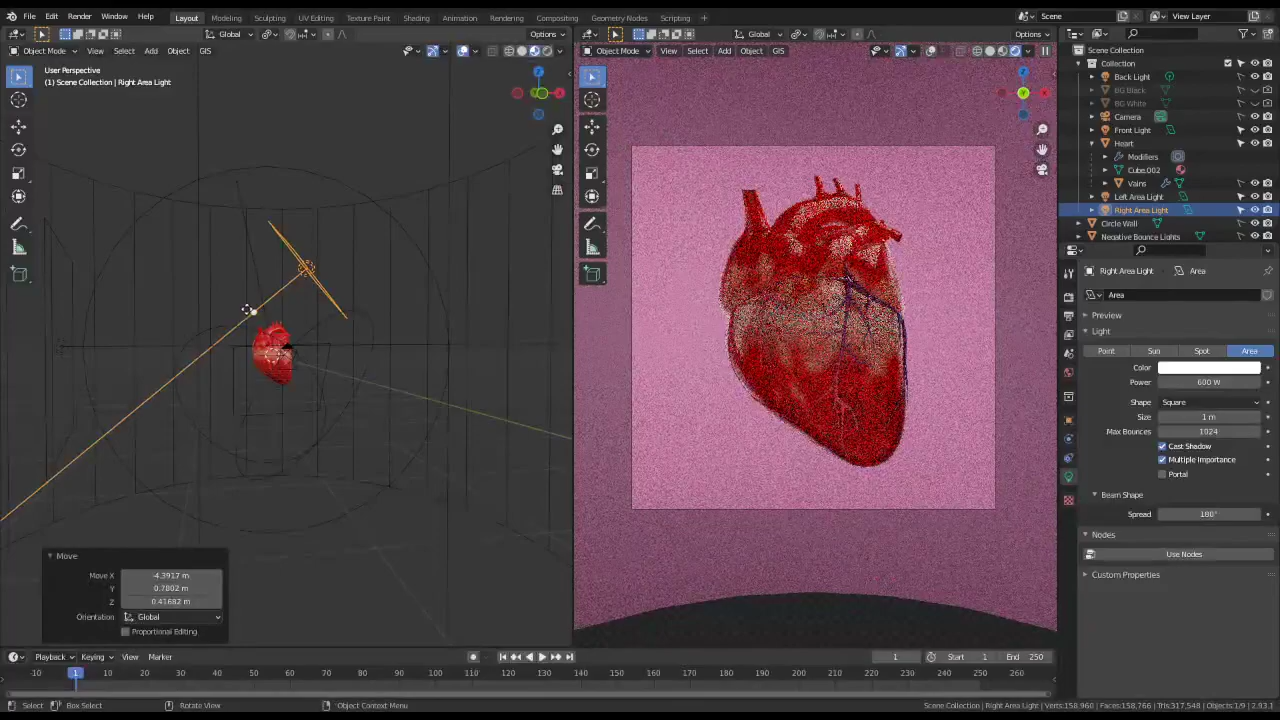 File Edit Render Window Help Layout Modeling Sculpting UV Editing Texture Paint Shading Animation Rendering Compositing Geometry Nodes Scripting + Scene View Layer
Global Options Global Options
Object Mode View Select Add Object GIS Object Mode View Select Add Object GIS
User Perspective
(1) Scene Collection | Right Area Light
Scene Collection
Collection
Back Light
BG Black
BG White
Camera
Front Light
Heart
Modifiers
Cube.002
Vains
Left Area Light
Right Area Light
Circle Wall
Negative Bounce Lights
Right Area Light Area
Area
Preview
Light
Point Sun Spot Area
Color
Power 600 W
Shape Square
Size 1 m
Max Bounces 1024
Cast Shadow
Multiple Importance
Portal
Beam Shape
Spread 180°
Nodes
Use Nodes
Custom Properties
Move
Move X -4.3917 m
Y 0.7802 m
Z 0.41682 m
Orientation Global
Proportional Editing
Playback Keying View Marker 1 Start 1 End 250
-10 1 10 20 30 40 50 60 70 80 90 100 110 120 130 140 150 160 170 180 190 200 210 220 230 240 250 260
Select Box Select Rotate View Object Context Menu Scene Collection | Right Area Light | Verts:158,960 | Faces:158,766 | Tris:317,548 | Objects:1/9 | 2.93.1